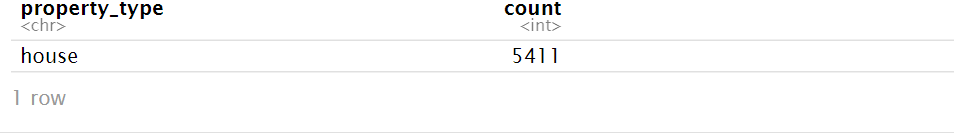 property_type count
<chr> <int>
house 5411
1 row